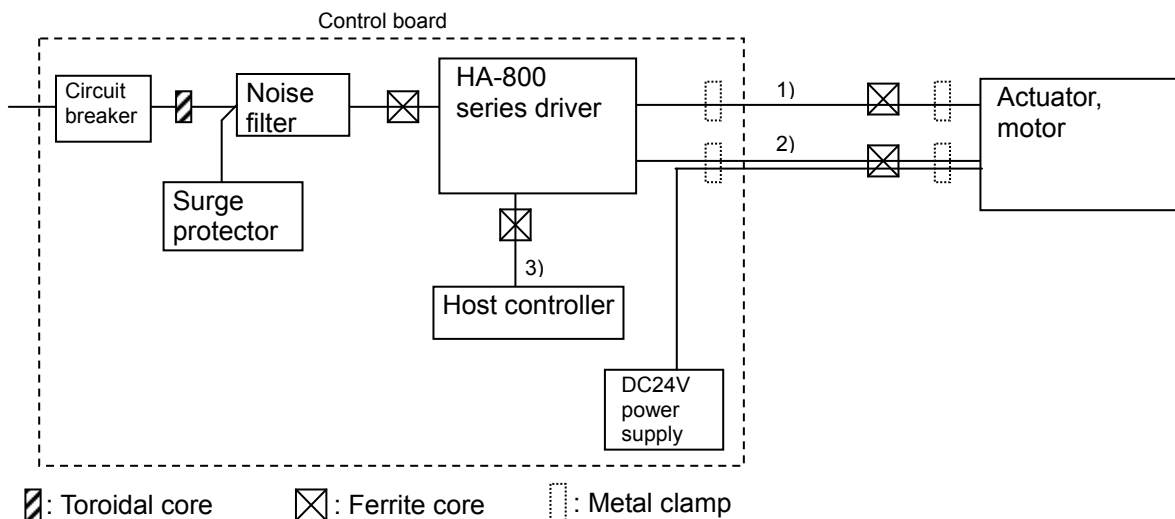 Control board
Circuit
breaker
Noise
filter
HA-800
series driver
1)
Actuator,
motor
2)
Surge
protector
3)
Host controller
DC24V
power
supply
: Toroidal core
: Ferrite core
: Metal clamp